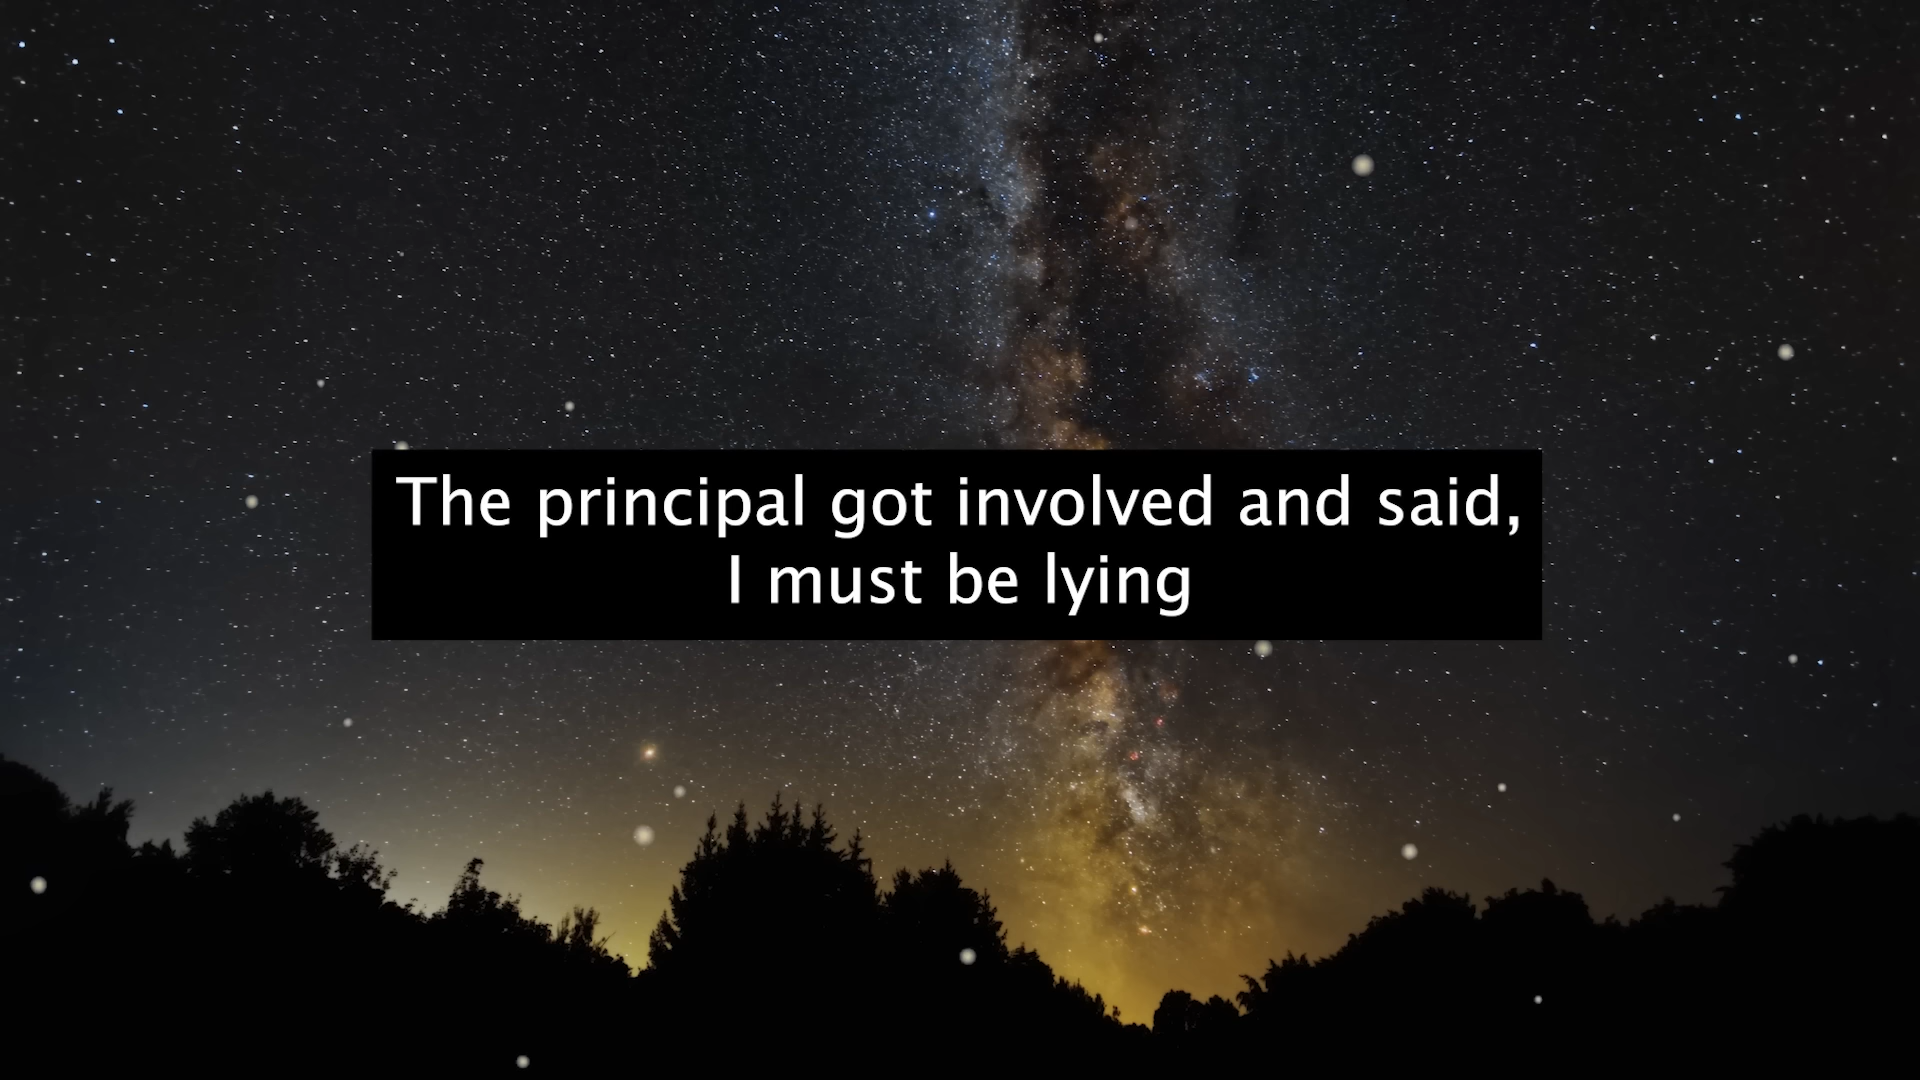 The principal got involved and said,
I must be lying